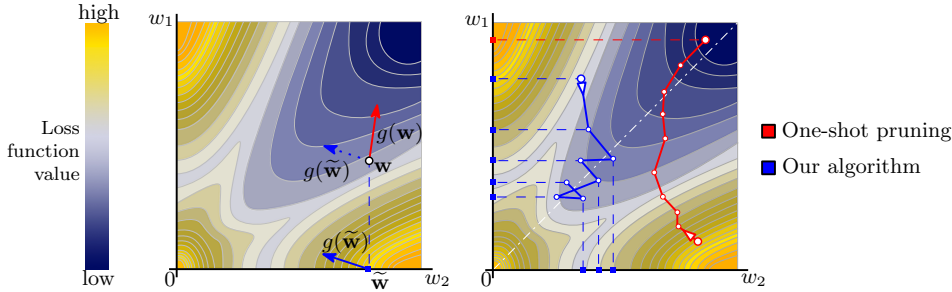 high
Loss
function
value
low
w₁
g(w)
w
g(w̃)
g(w̃)
0
w̃
w₂
w₁
0
w₂
One-shot pruning
Our algorithm